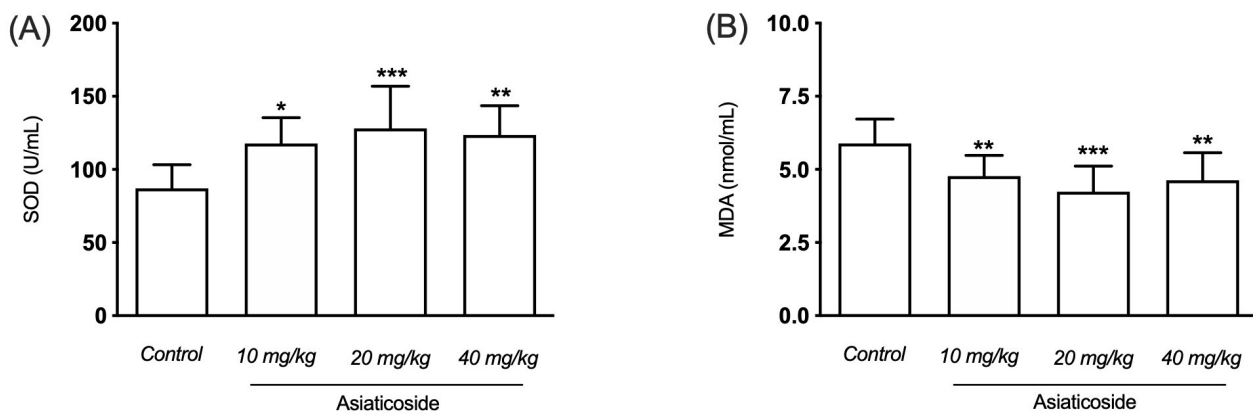 (A)
SOD (U/mL)
200
150
100
50
0
*
***
**
Control
10 mg/kg
20 mg/kg
40 mg/kg
Asiaticoside
(B)
MDA (nmol/mL)
10.0
7.5
5.0
2.5
0.0
**
***
**
Control
10 mg/kg
20 mg/kg
40 mg/kg
Asiaticoside